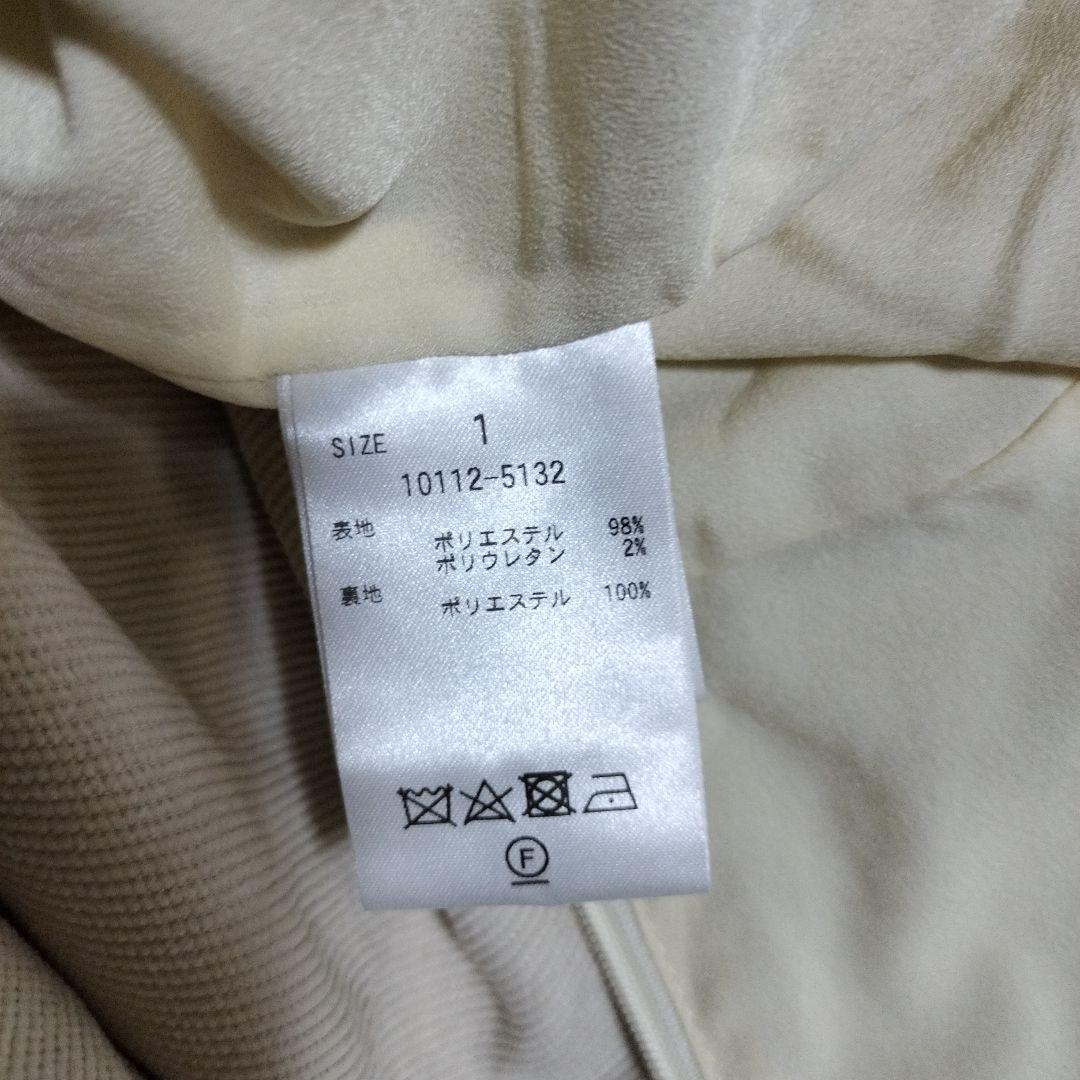 SIZE 1
10112-5132
表地 ポリエステル 98%
ポリウレタン 2%
裏地 ポリエステル 100%
F